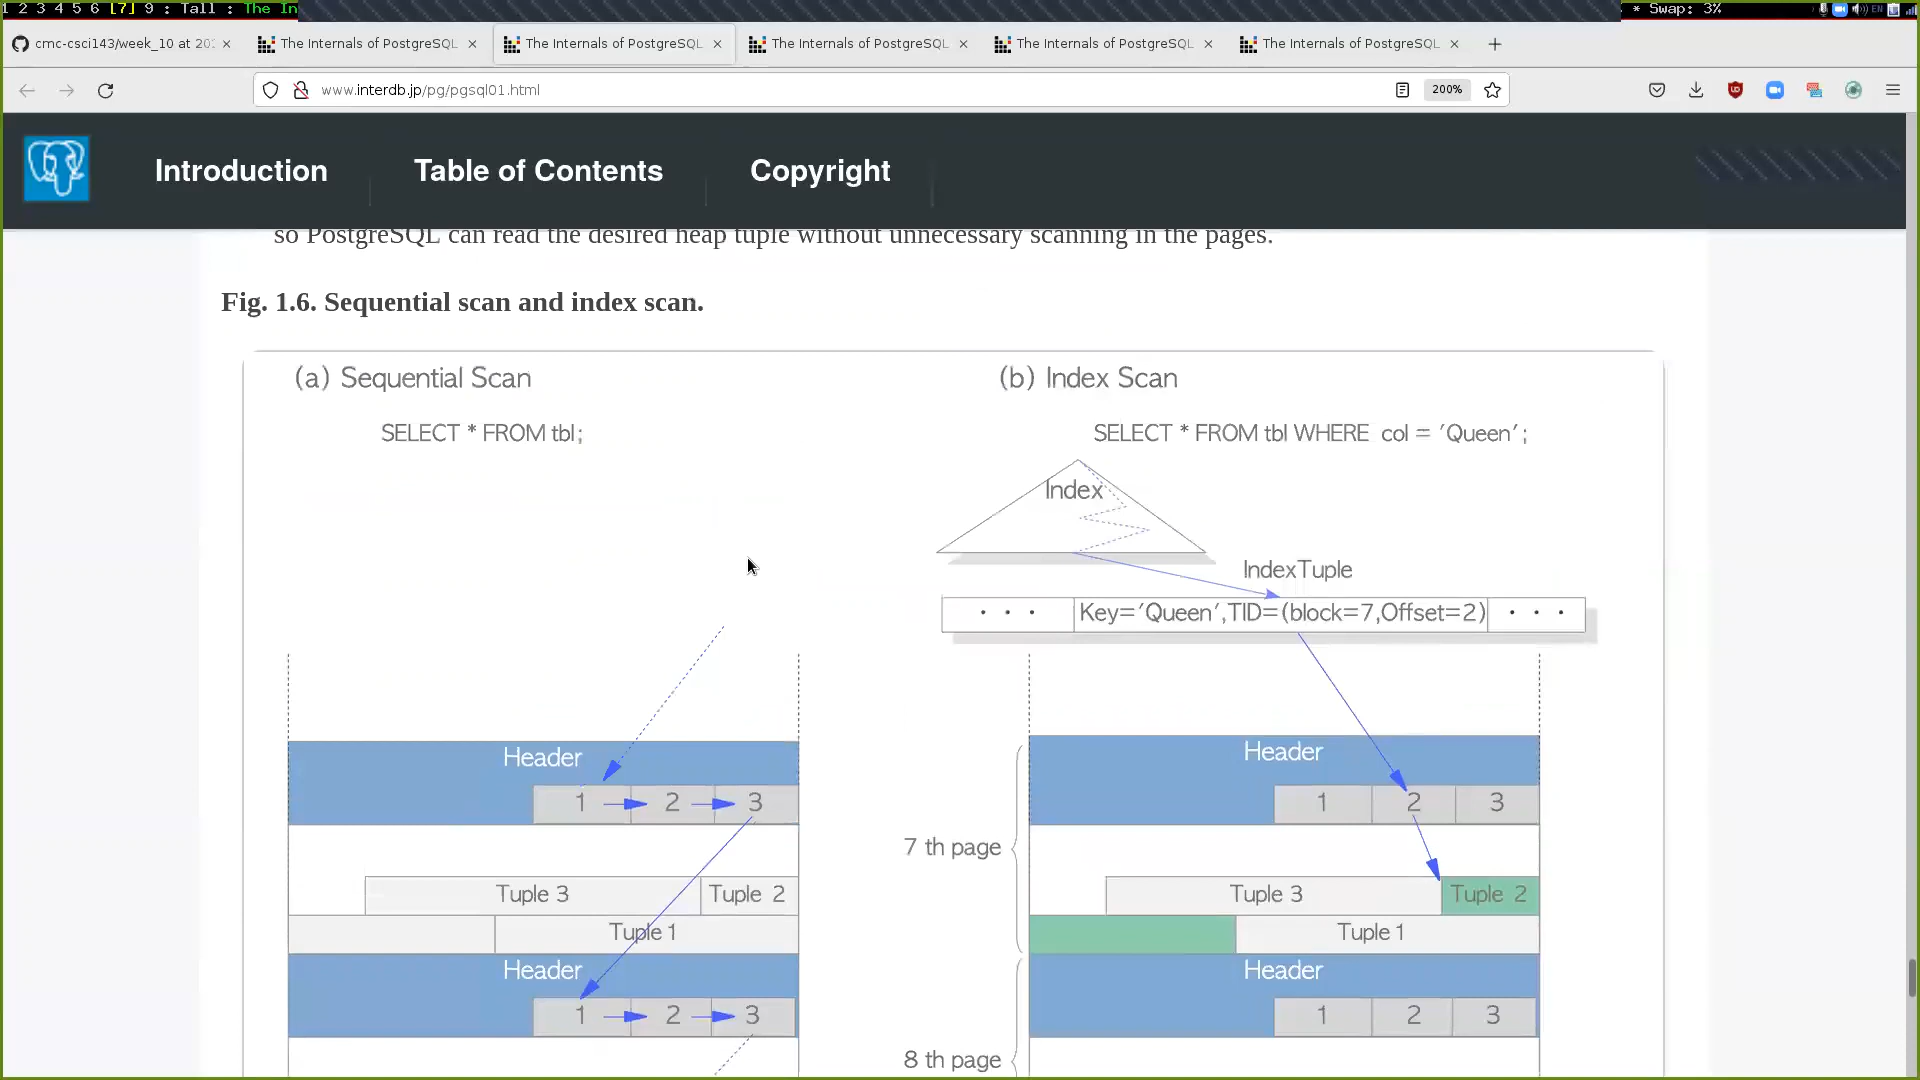 1 2 3 4 5 6 [7] 9 : Tall : The In
* Swap: 3%
EN
cmc-csci143/week_10 at 20
The Internals of PostgreSQL
The Internals of PostgreSQL
The Internals of PostgreSQL
The Internals of PostgreSQL
The Internals of PostgreSQL
www.interdb.jp/pg/pgsql01.html
200%
Introduction
Table of Contents
Copyright
so PostgreSQL can read the desired heap tuple without unnecessary scanning in the pages.
Fig. 1.6. Sequential scan and index scan.
(a) Sequential Scan
(b) Index Scan
SELECT * FROM tbl;
SELECT * FROM tbl WHERE col = 'Queen';
Index
IndexTuple
· · ·
Key='Queen',TID=(block=7,Offset=2)
· · ·
Header
1
2
3
Tuple 3
Tuple 2
Tuple 1
Header
1
2
3
7 th page
Header
1
2
3
Tuple 3
Tuple 2
Tuple 1
8 th page
Header
1
2
3